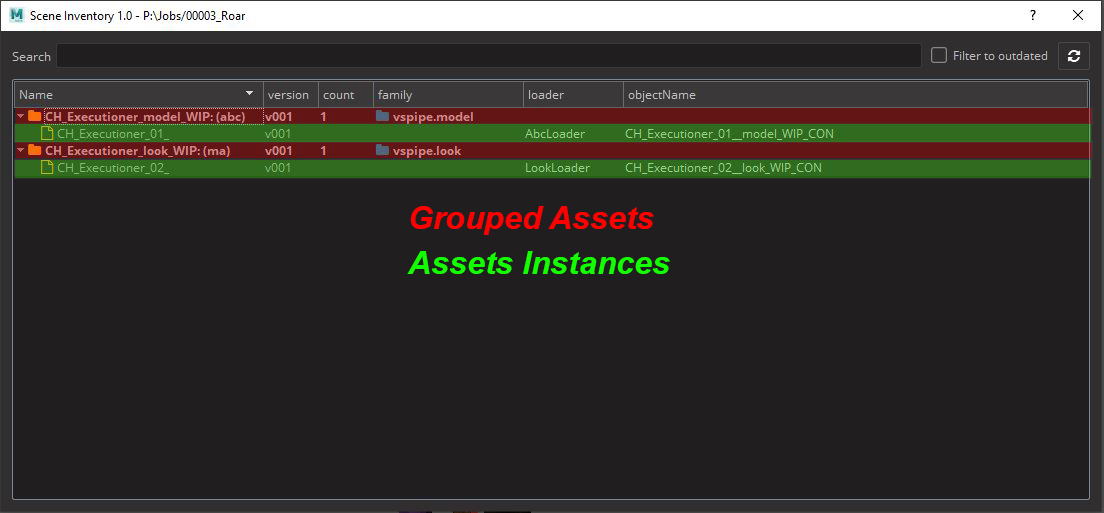 Scene Inventory 1.0 - P:\Jobs/00003_Roar ?
Search Filter to outdated
Name version count family loader objectName
CH_Executioner_model_WIP: (abc) v001 1 vspipe.model
CH_Executioner_01_ v001 AbcLoader CH_Executioner_01__model_WIP_CON
CH_Executioner_look_WIP: (ma) v001 1 vspipe.look
CH_Executioner_02_ v001 LookLoader CH_Executioner_02__look_WIP_CON
Grouped Assets
Assets Instances